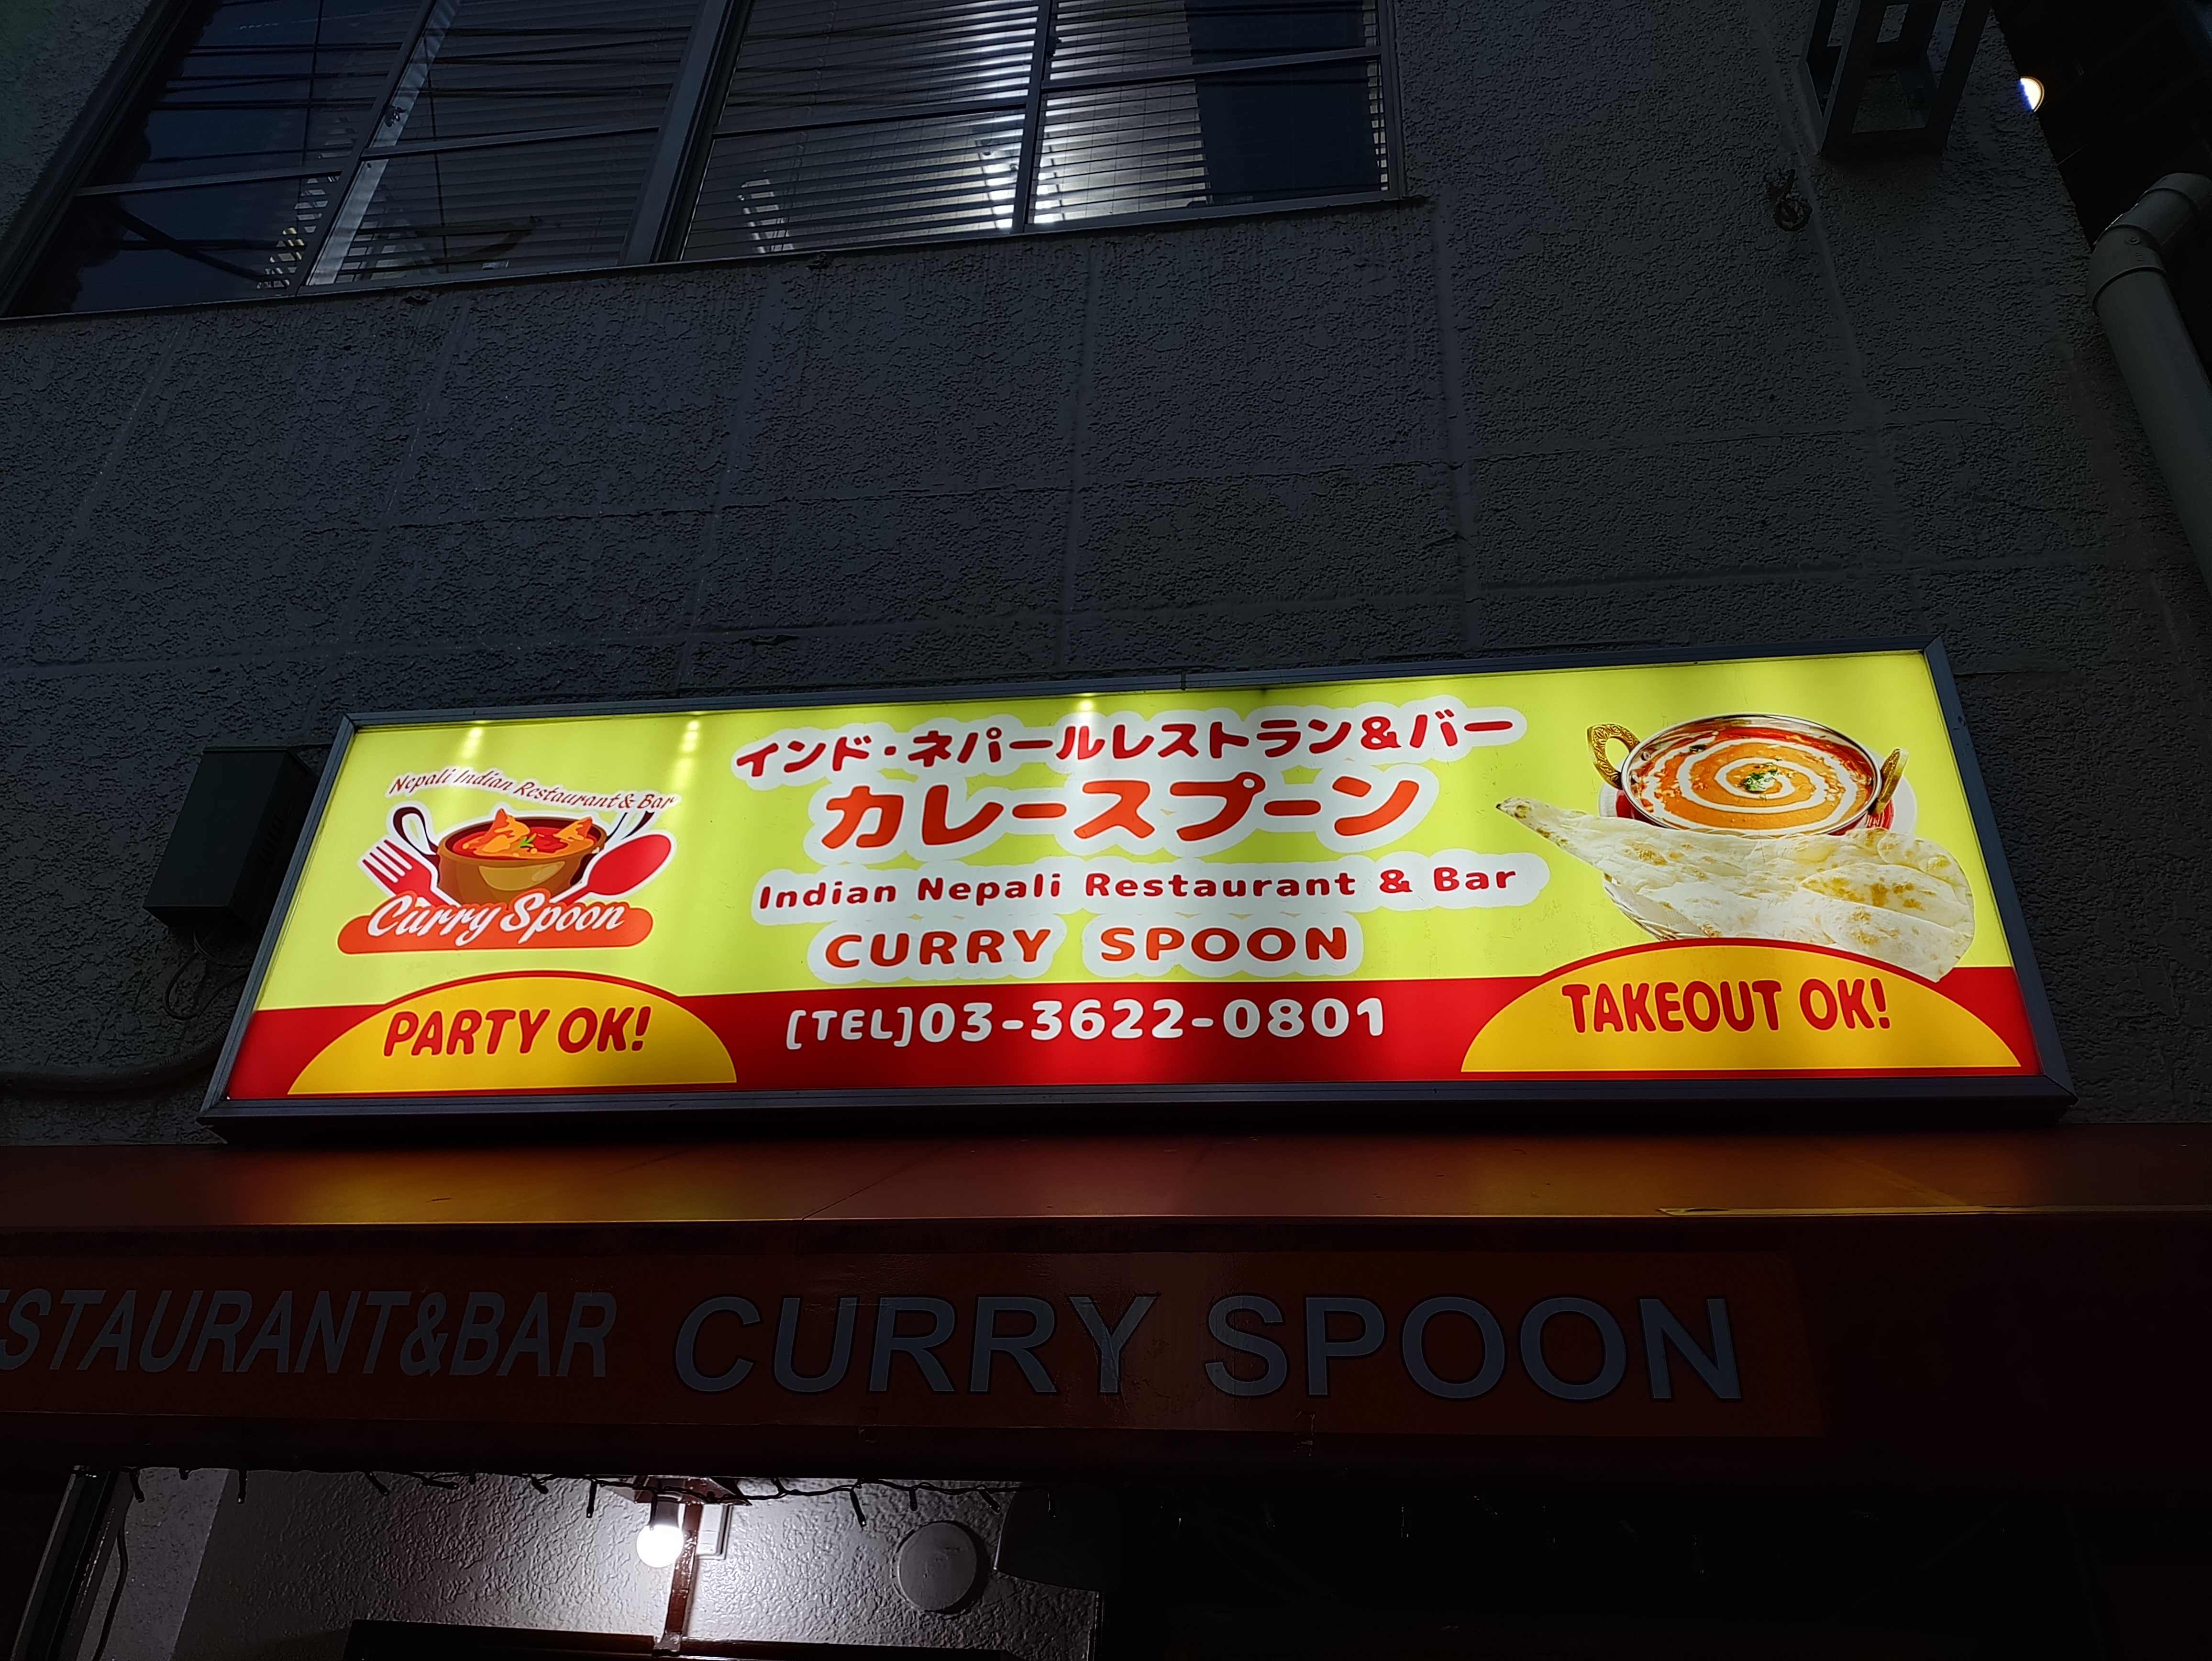 Nepali Indian Restaurant & Bar
Curry Spoon
PARTY OK!
インド・ネパールレストラン&バー
カレースプーン
Indian Nepali Restaurant & Bar
CURRY SPOON
[TEL]03-3622-0801
TAKEOUT OK!
ESTAURANT&BAR CURRY SPOON